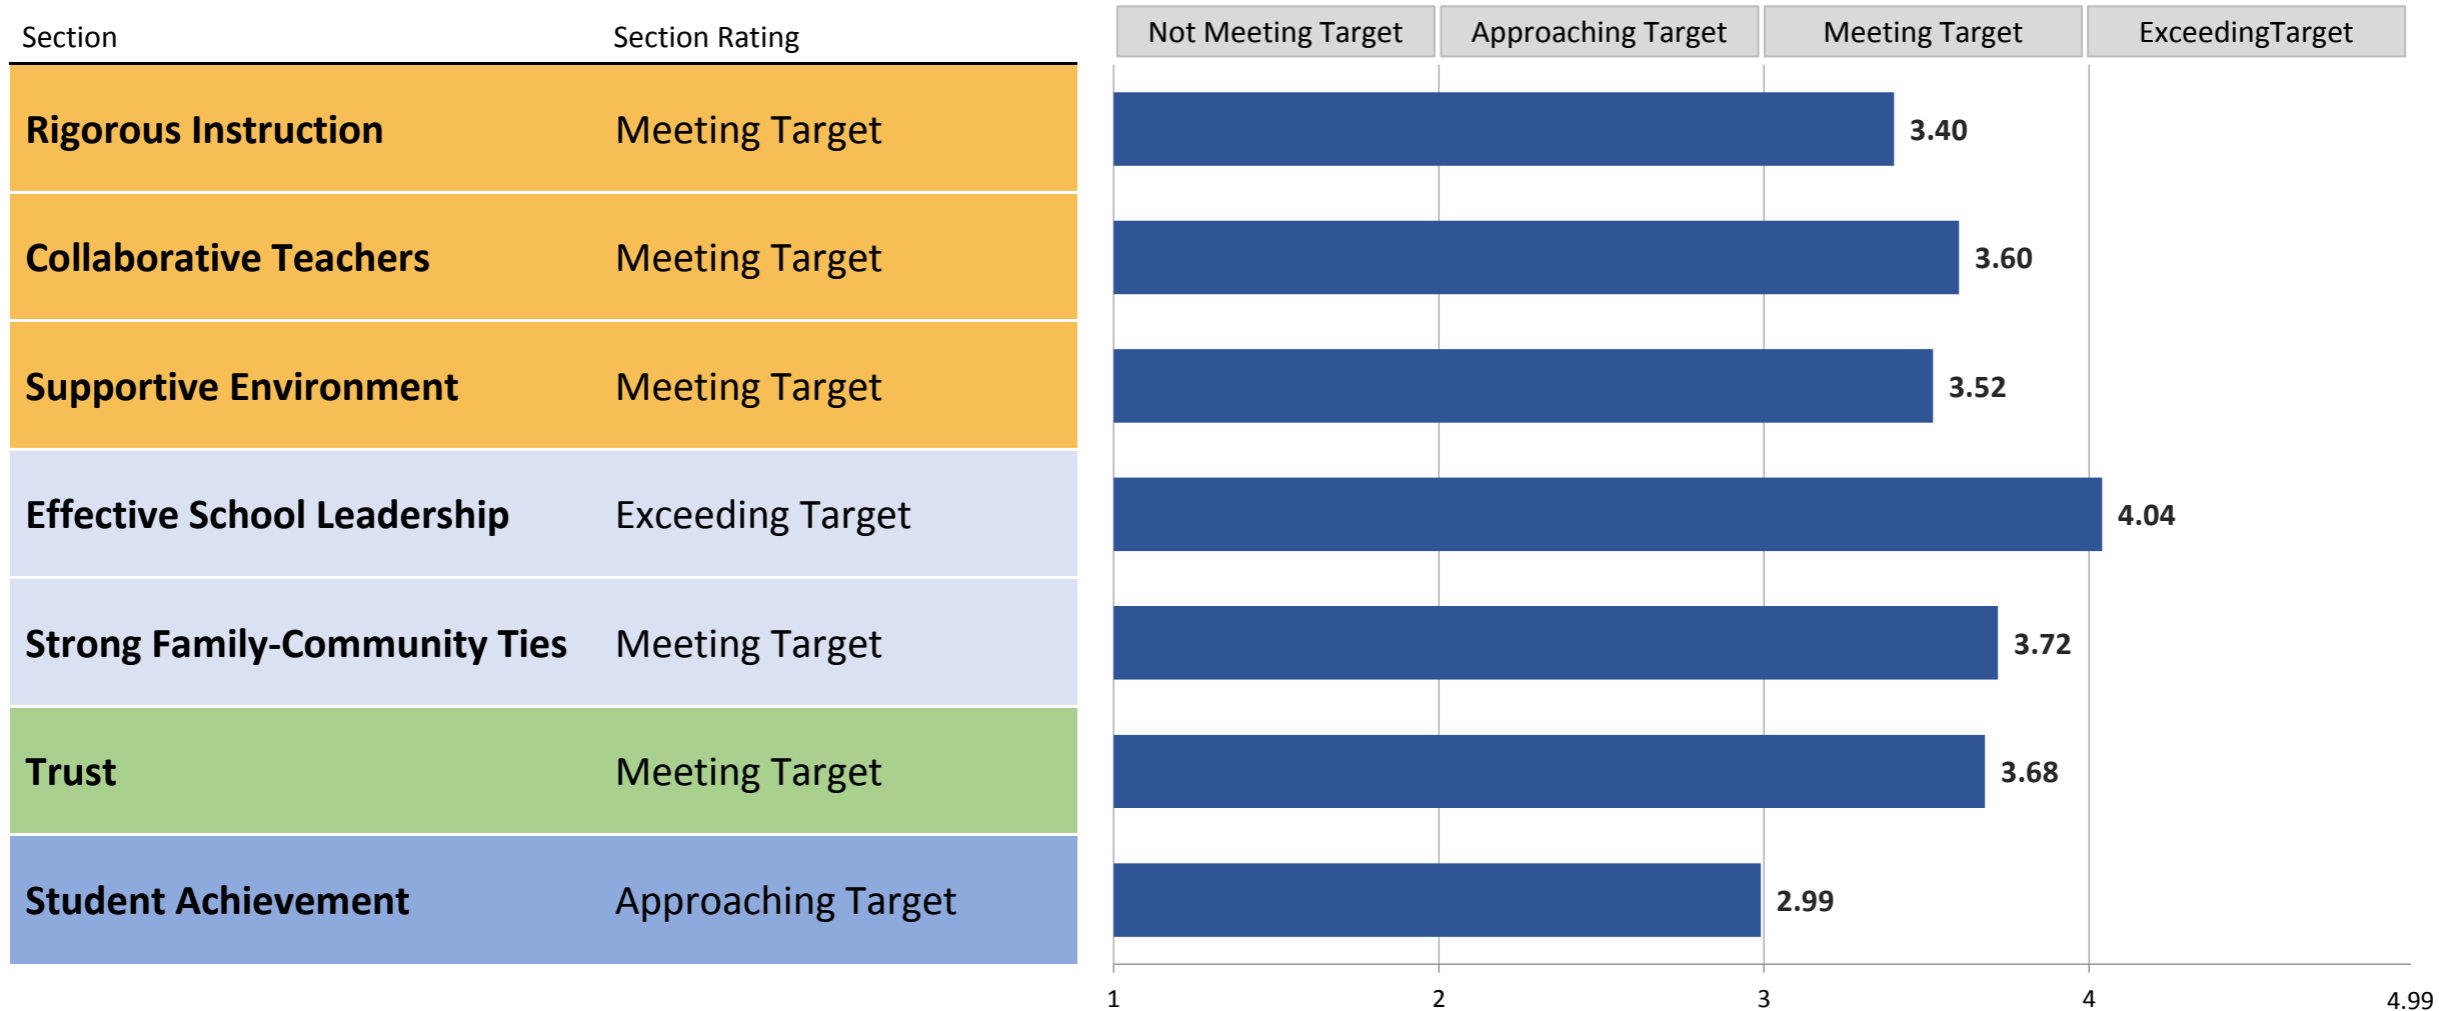 Section Section Rating Not Meeting Target Approaching Target Meeting Target ExceedingTarget
Rigorous Instruction Meeting Target 3.40
Collaborative Teachers Meeting Target 3.60
Supportive Environment Meeting Target 3.52
Effective School Leadership Exceeding Target 4.04
Strong Family-Community Ties Meeting Target 3.72
Trust Meeting Target 3.68
Student Achievement Approaching Target 2.99
1 2 3 4 4.99